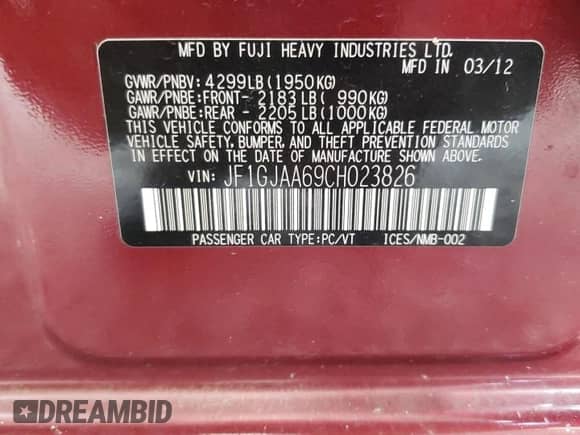 MFD BY FUJI HEAVY INDUSTRIES LTD.
MFD IN 03/12
GVWR/PNBV: 4299LB(1950KG)
GAWR/PNBE:FRONT- 2183 LB( 990KG)
GAWR/PNBE:REAR - 2205 LB(1000KG)
THIS VEHICLE CONFORMS TO ALL APPLICABLE FEDERAL MOTOR
VEHICLE SAFETY, BUMPER, AND THEFT PREVENTION STANDARDS
IN EFFECT ON THE DATE OF MANUFACTURE SHOWN ABOVE.
VIN: JF1GJAA69CH023826
PASSENGER CAR TYPE:PC/VT ICES/NMB-002
DREAMBID